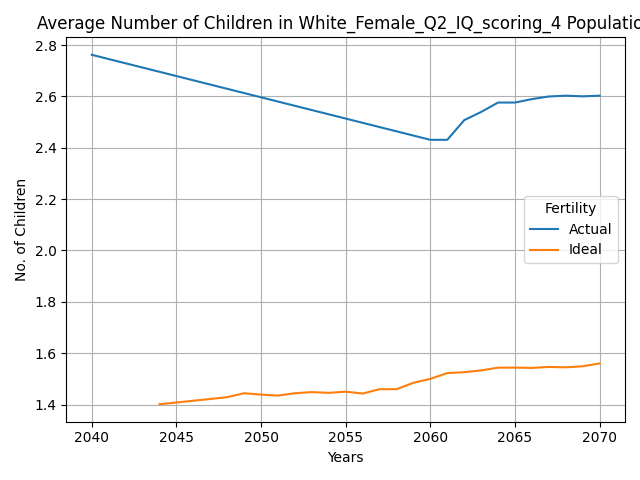 Average Number of Children in White_Female_Q2_IQ_scoring_4 Populatio
2.8
2.6
2.4
2.2
2.0
1.8
1.6
1.4
No. of Children
Fertility
Actual
Ideal
2040 2045 2050 2055 2060 2065 2070
Years